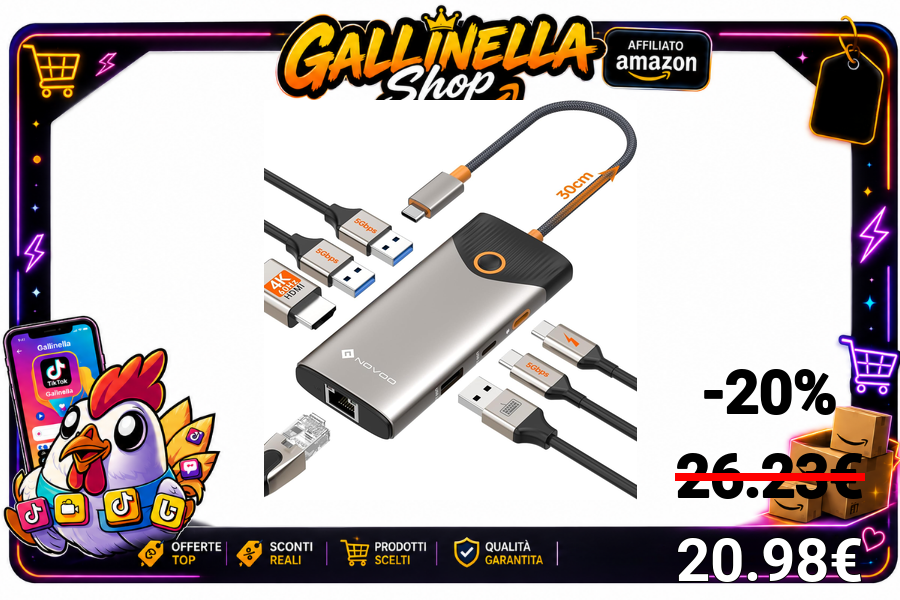 GALLINELLA
Shop
AFFILIATO
amazon
30cm
5Gbps
5Gbps
4K
HDMI
NOVOO
5Gbps
Gallinella
TikTok
Gallinella
-20%
26.23€
20.98€
OFFERTE
TOP
SCONTI
REALI
PRODOTTI
SCELTI
QUALITÀ
GARANTITA